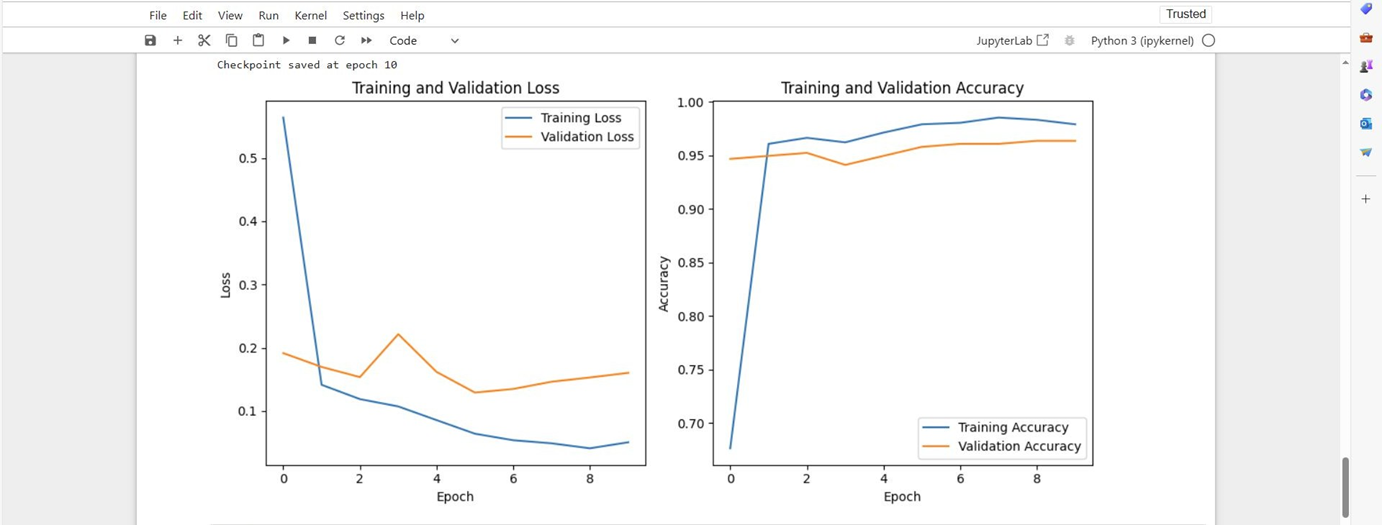 File Edit View Run Kernel Settings Help Trusted
Code JupyterLab Python 3 (ipykernel)
Checkpoint saved at epoch 10
Training and Validation Loss
Training Loss
Validation Loss
0.5
0.4
0.3
0.2
0.1
Loss
0 2 4 6 8
Epoch
Training and Validation Accuracy
1.00
0.95
0.90
0.85
0.80
0.75
0.70
Accuracy
Training Accuracy
Validation Accuracy
0 2 4 6 8
Epoch